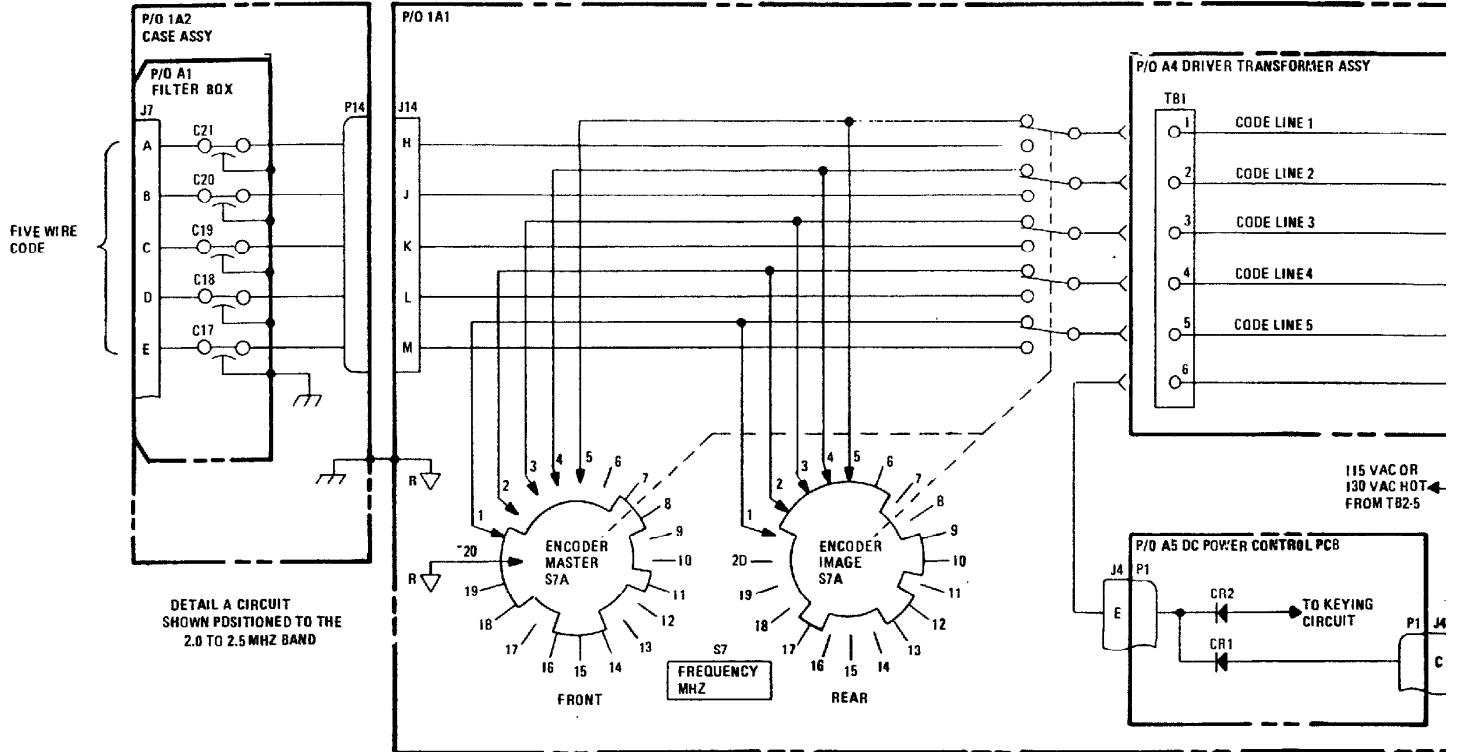 P/O 1A2
CASE ASSY
P/O A1
FILTER BOX
J7
P14
P/O 1A1
J14
P/O A4 DRIVER TRANSFORMER ASSY
TB1
FIVE WIRE
CODE
A
B
C
D
E
C21
C20
C19
C18
C17
H
J
K
L
M
1
CODE LINE 1
2
CODE LINE 2
3
CODE LINE 3
4
CODE LINE 4
5
CODE LINE 5
6
115 VAC OR
130 VAC HOT
FROM TB2-5
R
R
1
2
3
4
5
6
7
8
9
10
11
12
13
14
15
16
17
18
19
20
ENCODER
MASTER
S7A
FRONT
1
2
3
4
5
6
7
8
9
10
11
12
13
14
15
16
17
18
19
20
ENCODER
IMAGE
S7A
REAR
S7
FREQUENCY
MHZ
DETAIL A CIRCUIT
SHOWN POSITIONED TO THE
2.0 TO 2.5 MHZ BAND
P/O A5 DC POWER CONTROL PCB
J4
P1
E
CR2
TO KEYING
CIRCUIT
CR1
P1
J4
C